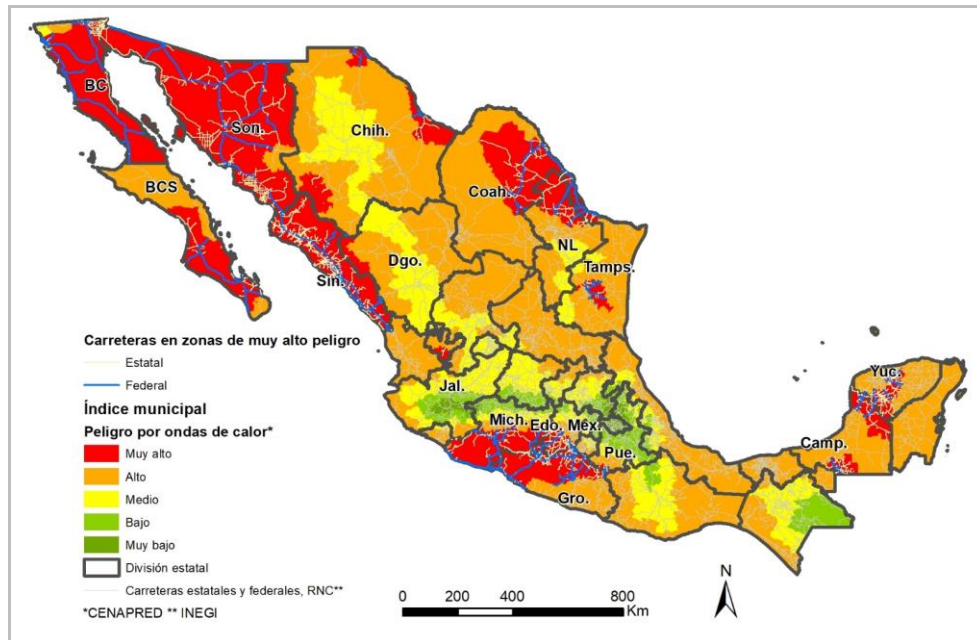 BC
Son.
Chih.
BCS
Coah.
NL
Dgo.
Tamps.
Sin.
Jal.
Mich.
Edo. Méx.
Pue.
Gro.
Yuc.
Camp.
Carreteras en zonas de muy alto peligro
Estatal
Federal
Índice municipal
Peligro por ondas de calor*
Muy alto
Alto
Medio
Bajo
Muy bajo
División estatal
Carreteras estatales y federales, RNC**
*CENAPRED ** INEGI
0 200 400 800
Km
N